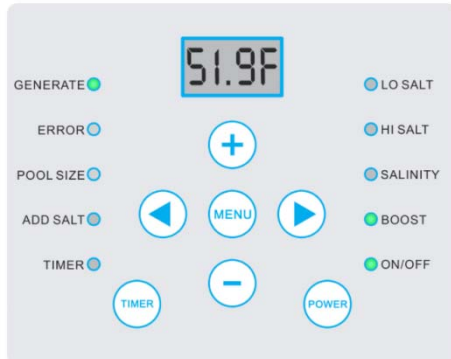 51.9F
GENERATE
LO SALT
ERROR
HI SALT
+
POOL SIZE
SALINITY
ADD SALT
MENU
BOOST
TIMER
−
ON/OFF
TIMER
POWER